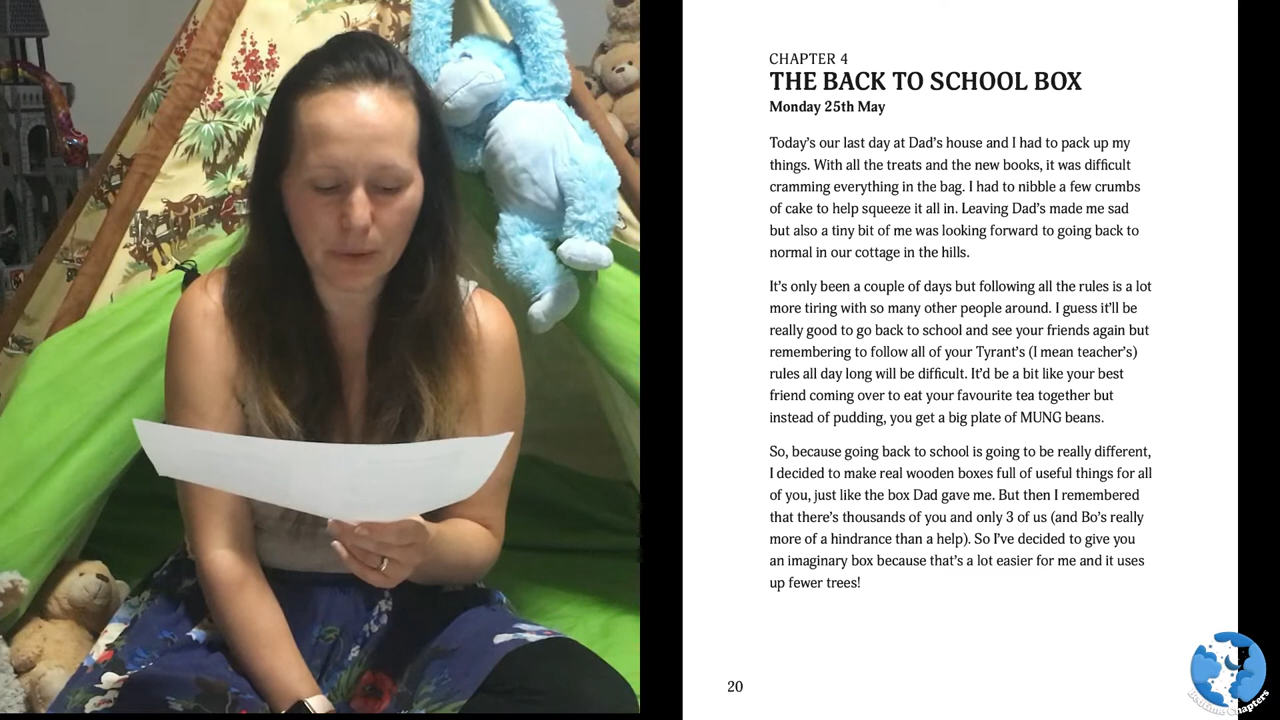 CHAPTER 4
THE BACK TO SCHOOL BOX
Monday 25th May
Today's our last day at Dad's house and I had to pack up my
things. With all the treats and the new books, it was difficult
cramming everything in the bag. I had to nibble a few crumbs
of cake to help squeeze it all in. Leaving Dad's made me sad
but also a tiny bit of me was looking forward to going back to
normal in our cottage in the hills.
It's only been a couple of days but following all the rules is a lot
more tiring with so many other people around. I guess it'll be
really good to go back to school and see your friends again but
remembering to follow all of your Tyrant's (I mean teacher's)
rules all day long will be difficult. It'd be a bit like your best
friend coming over to eat your favourite tea together but
instead of pudding, you get a big plate of MUNG beans.
So, because going back to school is going to be really different,
I decided to make real wooden boxes full of useful things for all
of you, just like the box Dad gave me. But then I remembered
that there's thousands of you and only 3 of us (and Bo's really
more of a hindrance than a help). So I've decided to give you
an imaginary box because that's a lot easier for me and it uses
up fewer trees!
20
Bedtime Chapters